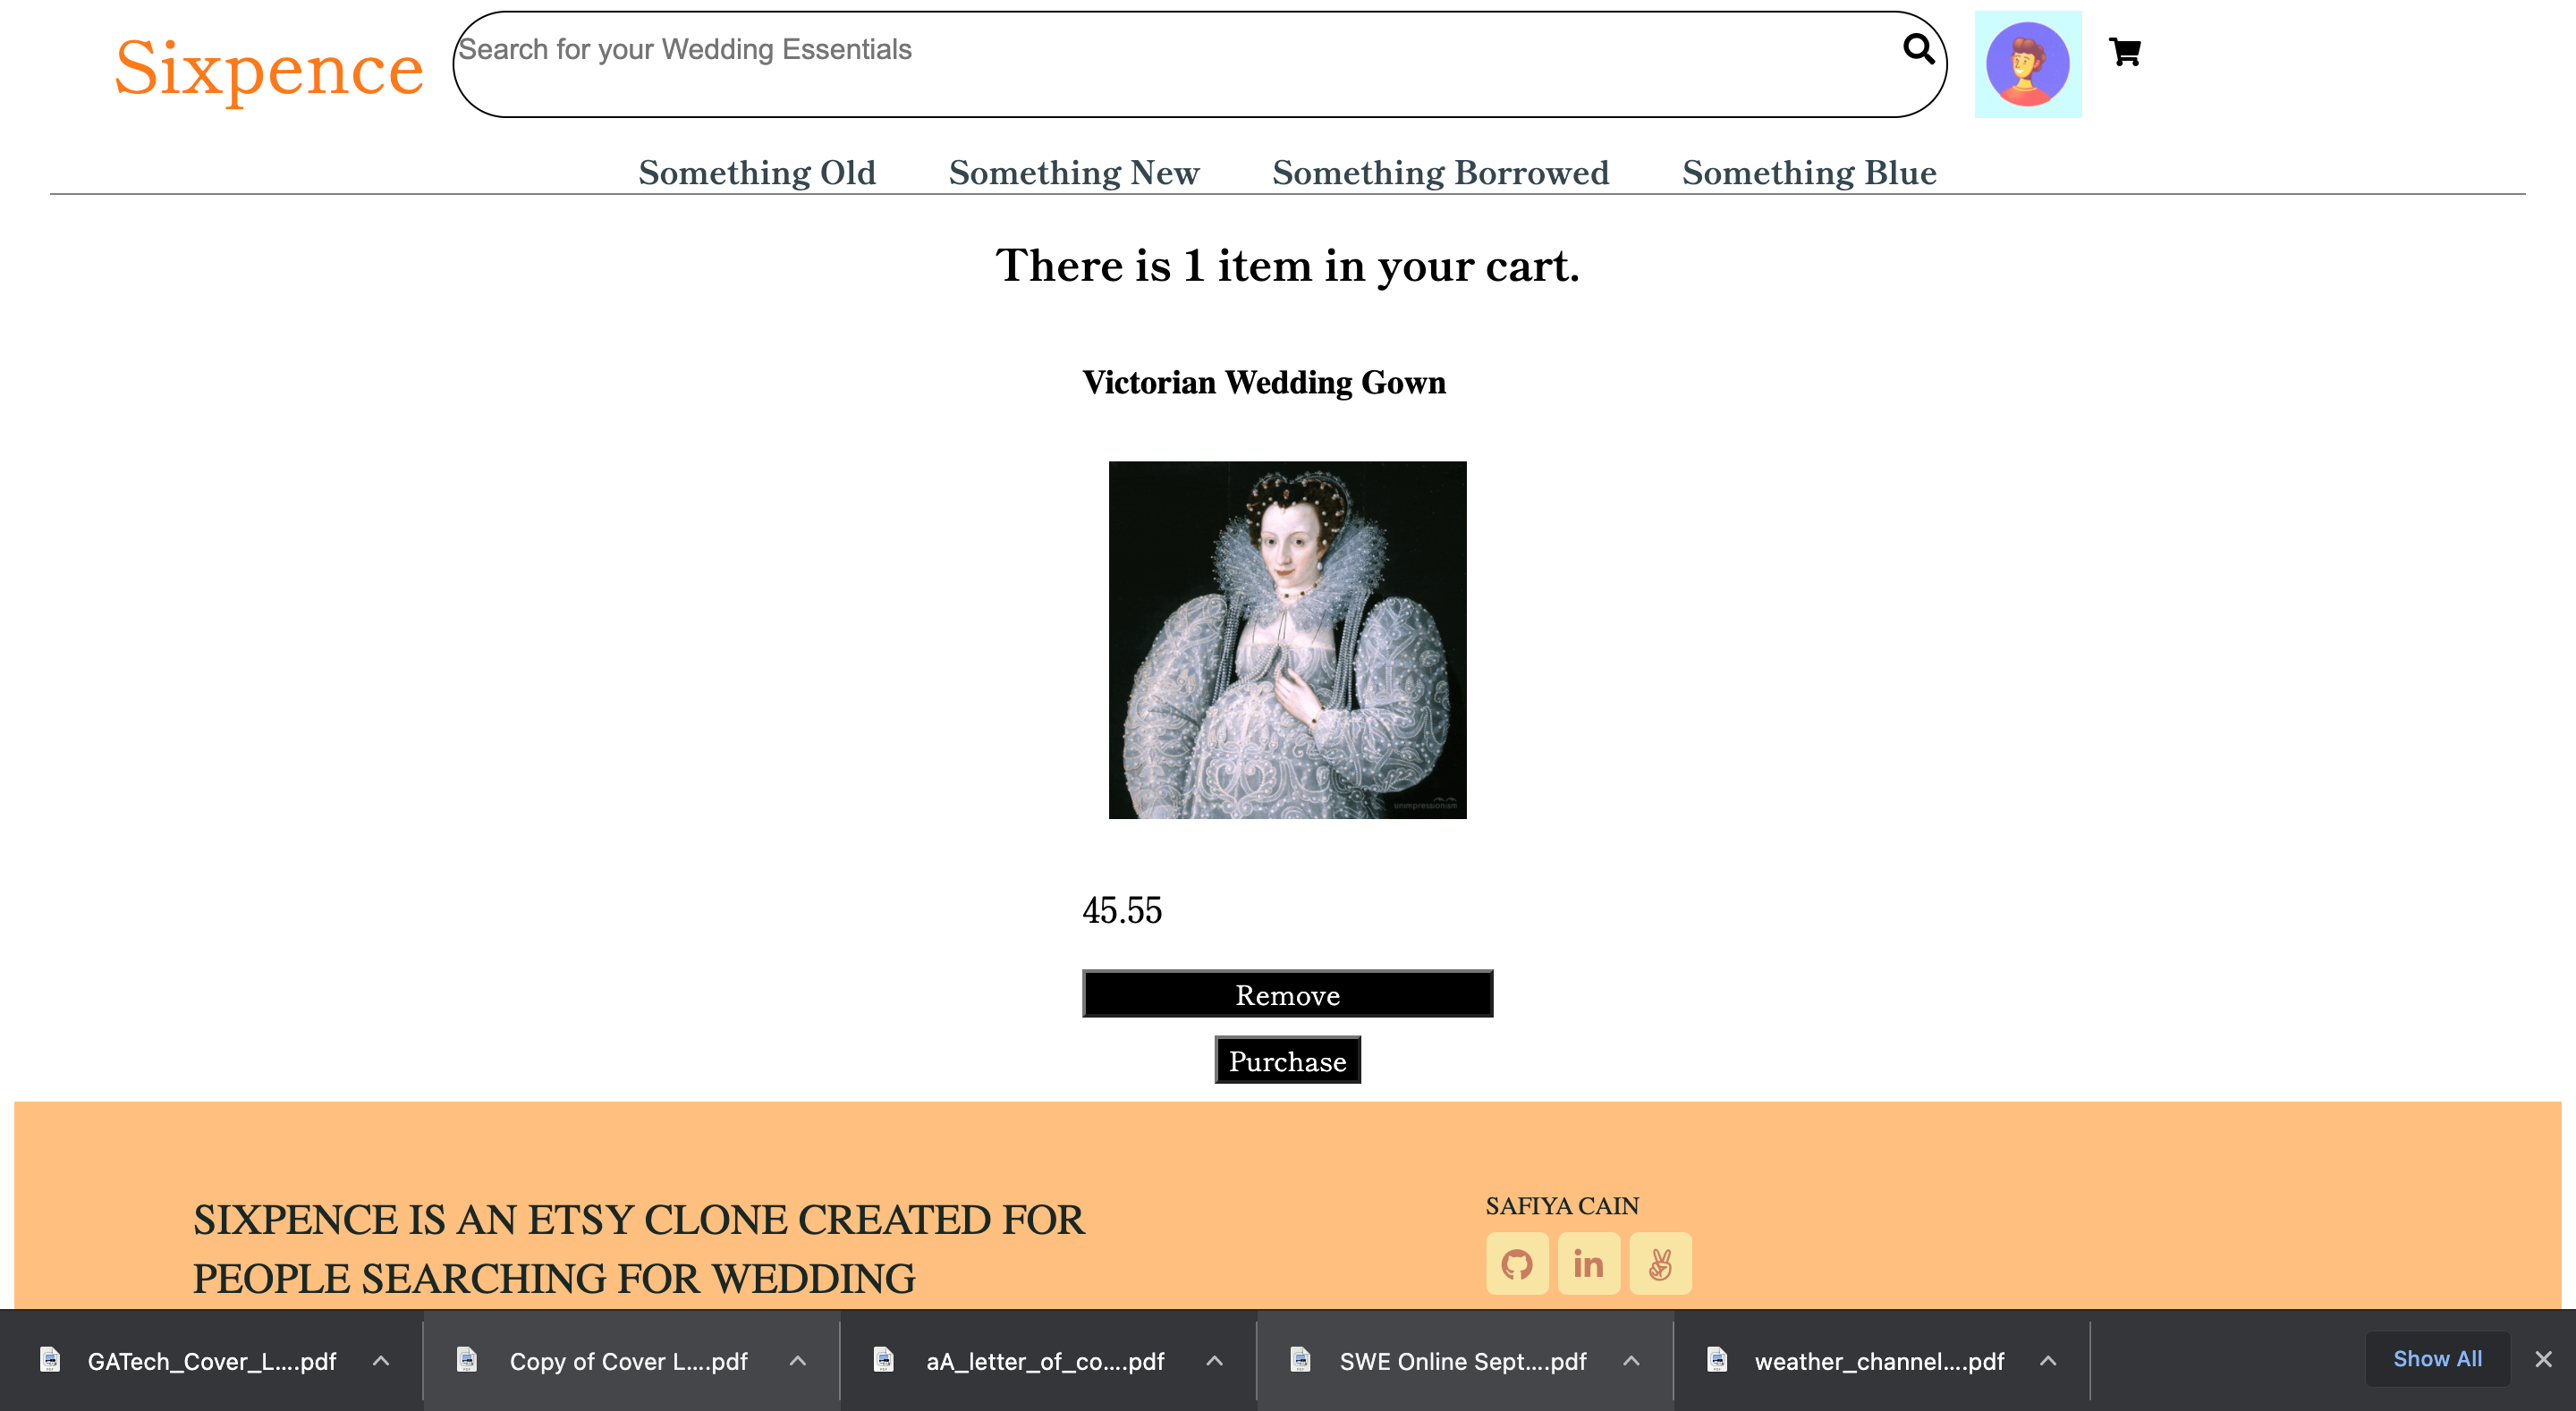 Sixpence
Search for your Wedding Essentials
Something Old Something New Something Borrowed Something Blue
There is 1 item in your cart.
Victorian Wedding Gown
unimpressionism
45.55
Remove
Purchase
SIXPENCE IS AN ETSY CLONE CREATED FOR
PEOPLE SEARCHING FOR WEDDING
SAFIYA CAIN
in
GATech_Cover_L....pdf
Copy of Cover L....pdf
aA_letter_of_co....pdf
SWE Online Sept....pdf
weather_channel....pdf
Show All